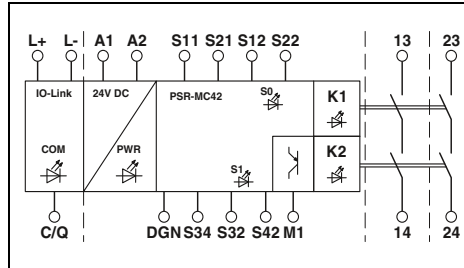 L+ L- A1 A2 S11 S21 S12 S22 13 23
IO-Link 24V DC PSR-MC42 S0 K1
COM PWR S1 K2
C/Q DGN S34 S32 S42 M1 14 24